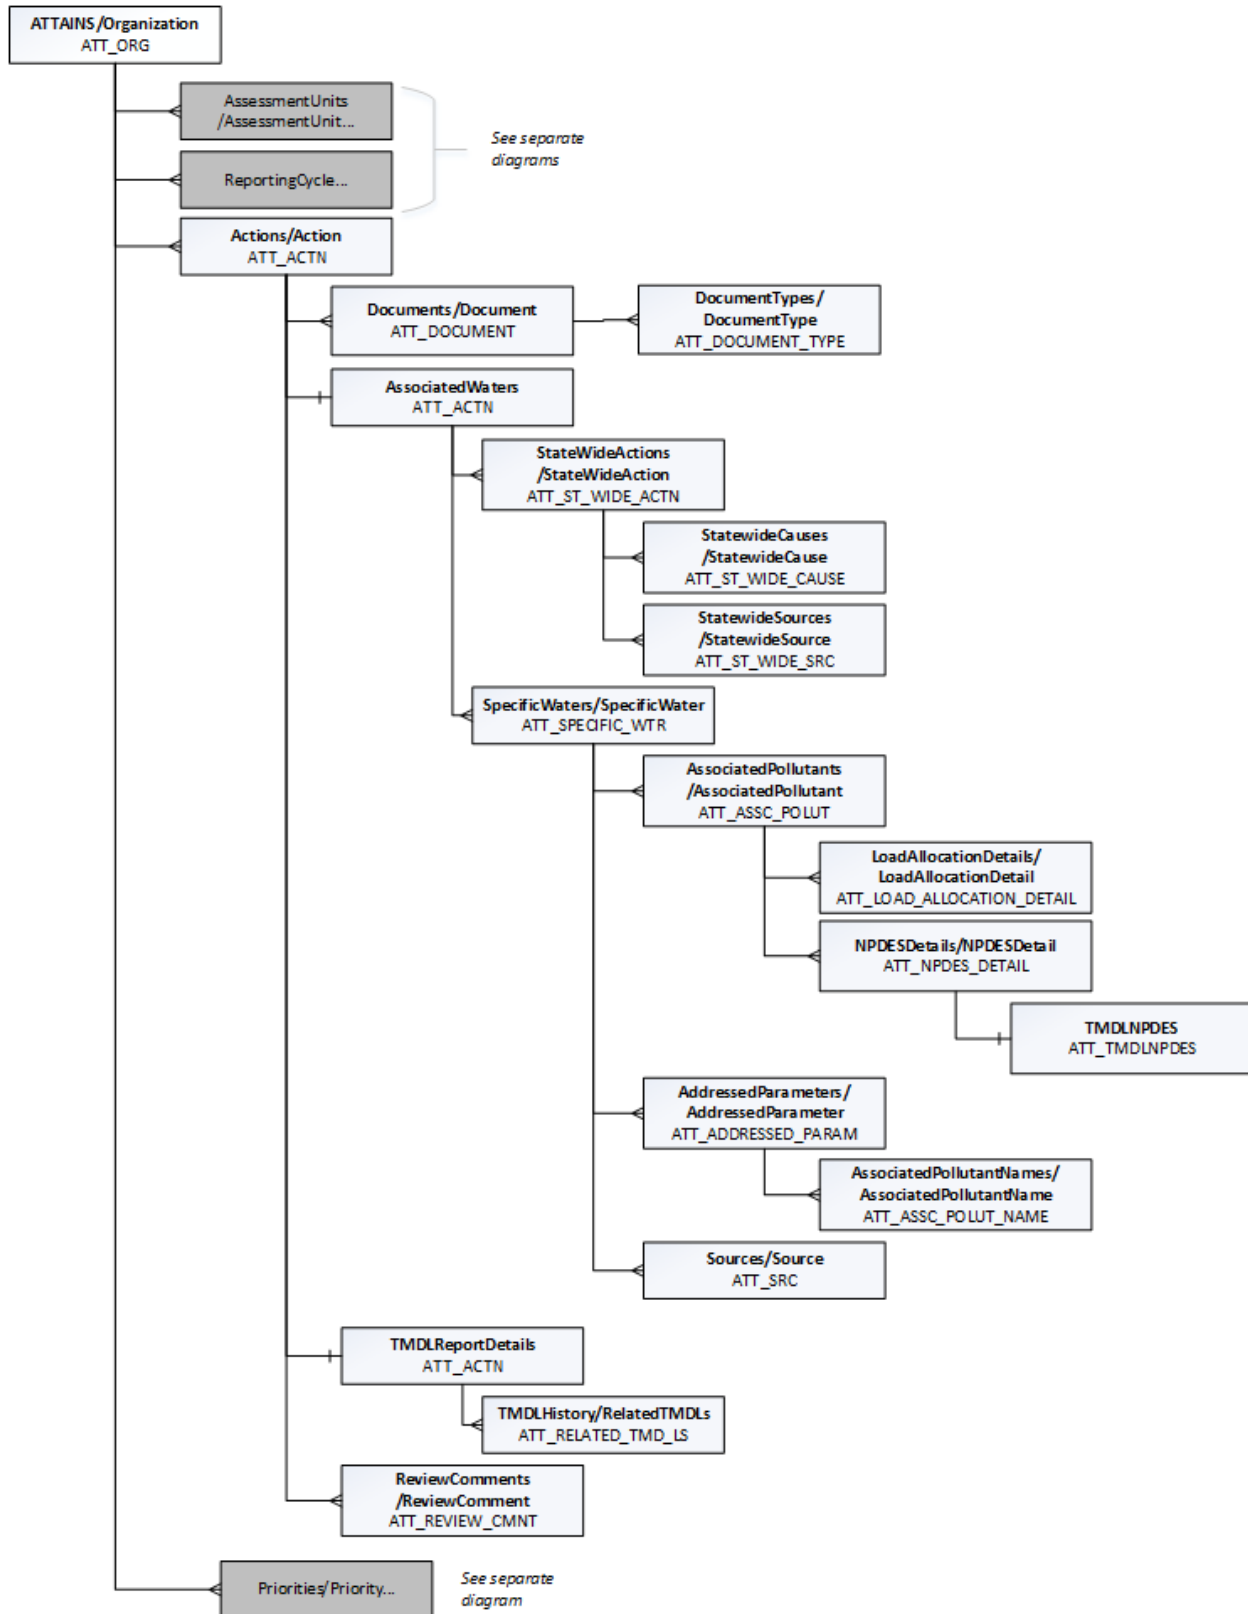 ATTAINS/Organization
ATT_ORG
AssessmentUnits
/AssessmentUnit...
See separate
diagrams
ReportingCycle...
Actions/Action
ATT_ACTN
Documents/Document
ATT_DOCUMENT
DocumentTypes/
DocumentType
ATT_DOCUMENT_TYPE
AssociatedWaters
ATT_ACTN
StateWideActions
/StateWideAction
ATT_ST_WIDE_ACTN
StatewideCauses
/StatewideCause
ATT_ST_WIDE_CAUSE
StatewideSources
/StatewideSource
ATT_ST_WIDE_SRC
SpecificWaters/SpecificWater
ATT_SPECIFIC_WTR
AssociatedPollutants
/AssociatedPollutant
ATT_ASSC_POLUT
LoadAllocationDetails/
LoadAllocationDetail
ATT_LOAD_ALLOCATION_DETAIL
NPDESDetails/NPDESDetail
ATT_NPDES_DETAIL
TMDLNPDES
ATT_TMDLNPDES
AddressedParameters/
AddressedParameter
ATT_ADDRESSED_PARAM
AssociatedPollutantNames/
AssociatedPollutantName
ATT_ASSC_POLUT_NAME
Sources/Source
ATT_SRC
TMDLReportDetails
ATT_ACTN
TMDLHistory/RelatedTMDLs
ATT_RELATED_TMD_LS
ReviewComments
/ReviewComment
ATT_REVIEW_CMNT
Priorities/Priority...
See separate
diagram